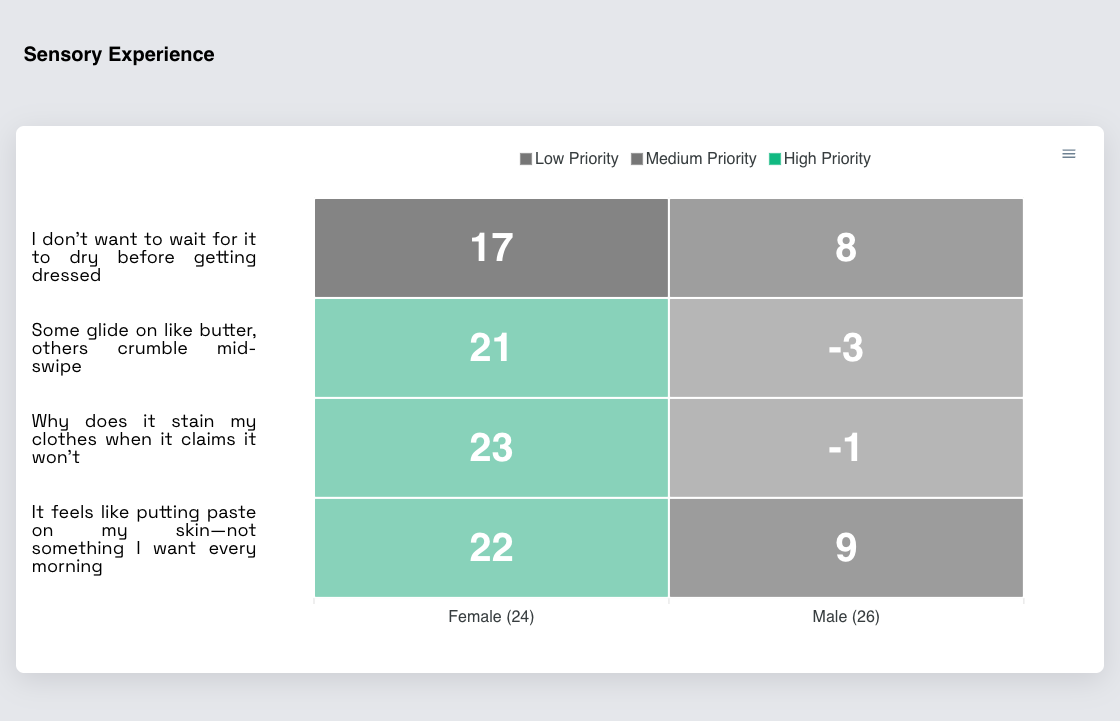 Sensory Experience
Low Priority Medium Priority High Priority
I don't want to wait for it
to dry before getting
dressed
17 8
Some glide on like butter,
others crumble mid-
swipe
21 -3
Why does it stain my
clothes when it claims it
won't
23 -1
It feels like putting paste
on my skin—not
something I want every
morning
22 9
Female (24) Male (26)